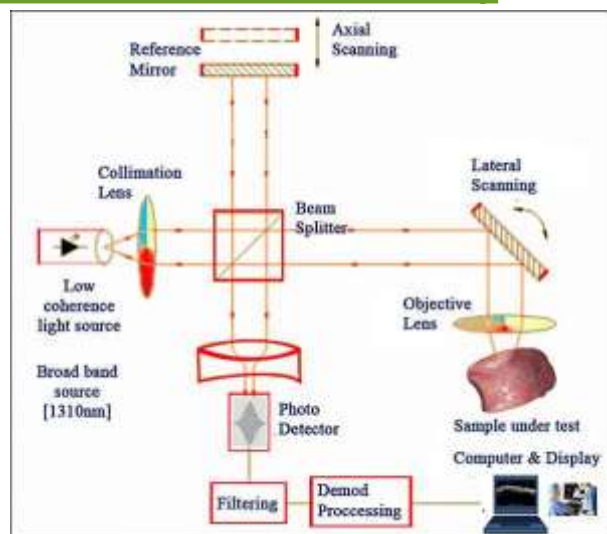 Axial
Scanning
Reference
Mirror
Collimation
Lens
Lateral
Scanning
Beam
Splitter
Low
coherence
light source
Objective
Lens
Broad band
source
[1310nm]
Photo
Detector
Sample under test
Computer & Display
Filtering
Demod
Proccessing